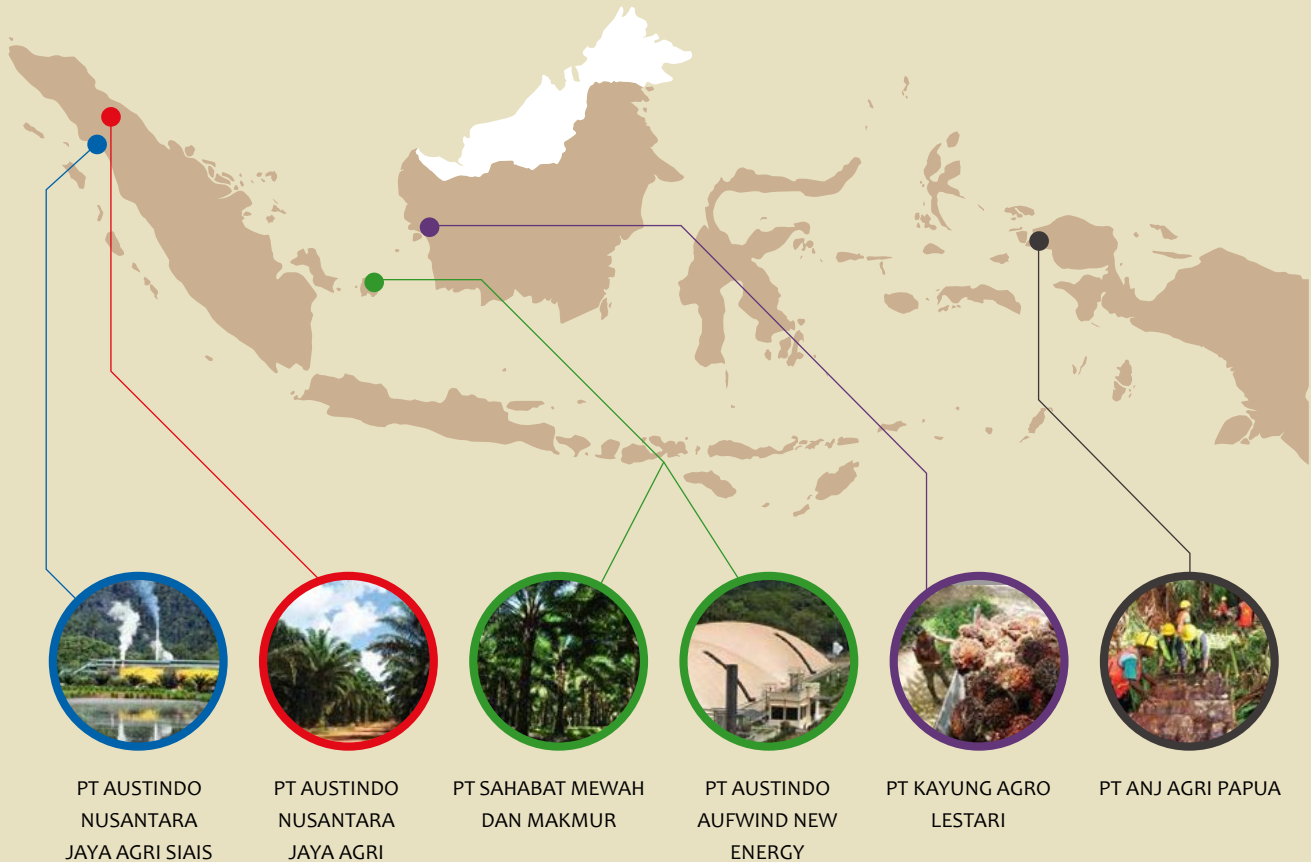 PT AUSTINDO
NUSANTARA
JAYA AGRI SIAIS
PT AUSTINDO
NUSANTARA
JAYA AGRI
PT SAHABAT MEWAH
DAN MAKMUR
PT AUSTINDO
AUFWIND NEW
ENERGY
PT KAYUNG AGRO
LESTARI
PT ANJ AGRI PAPUA